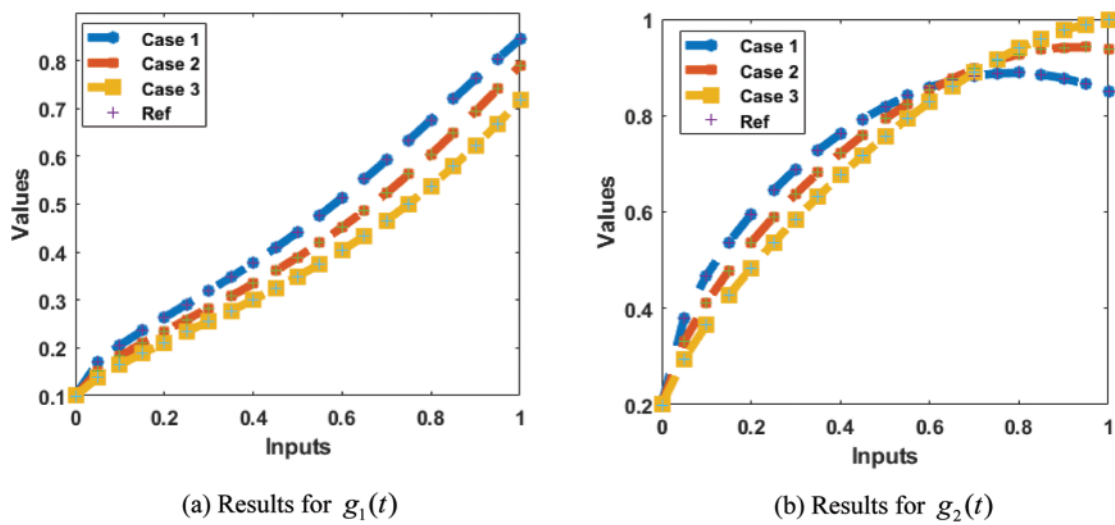 Case 1
Case 2
Case 3
Ref
0.8
0.7
0.6
0.5
0.4
0.3
0.2
0.1
Values
0 0.2 0.4 0.6 0.8 1
Inputs
(a) Results for g₁(t)
Case 1
Case 2
Case 3
Ref
1
0.8
0.6
0.4
0.2
Values
0 0.2 0.4 0.6 0.8 1
Inputs
(b) Results for g₂(t)